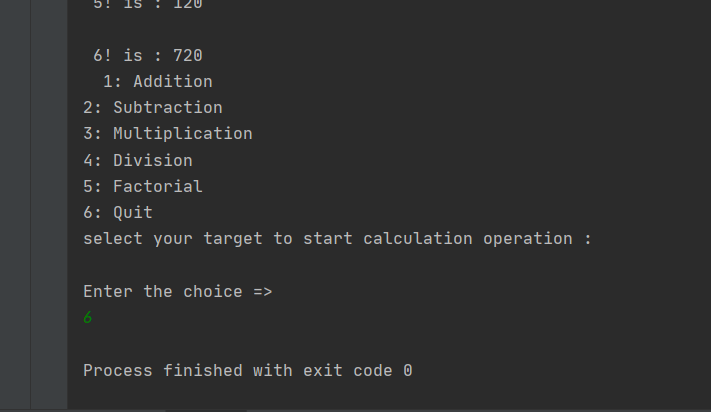 5! is : 120
6! is : 720
1: Addition
2: Subtraction
3: Multiplication
4: Division
5: Factorial
6: Quit
select your target to start calculation operation :
Enter the choice =>
6
Process finished with exit code 0